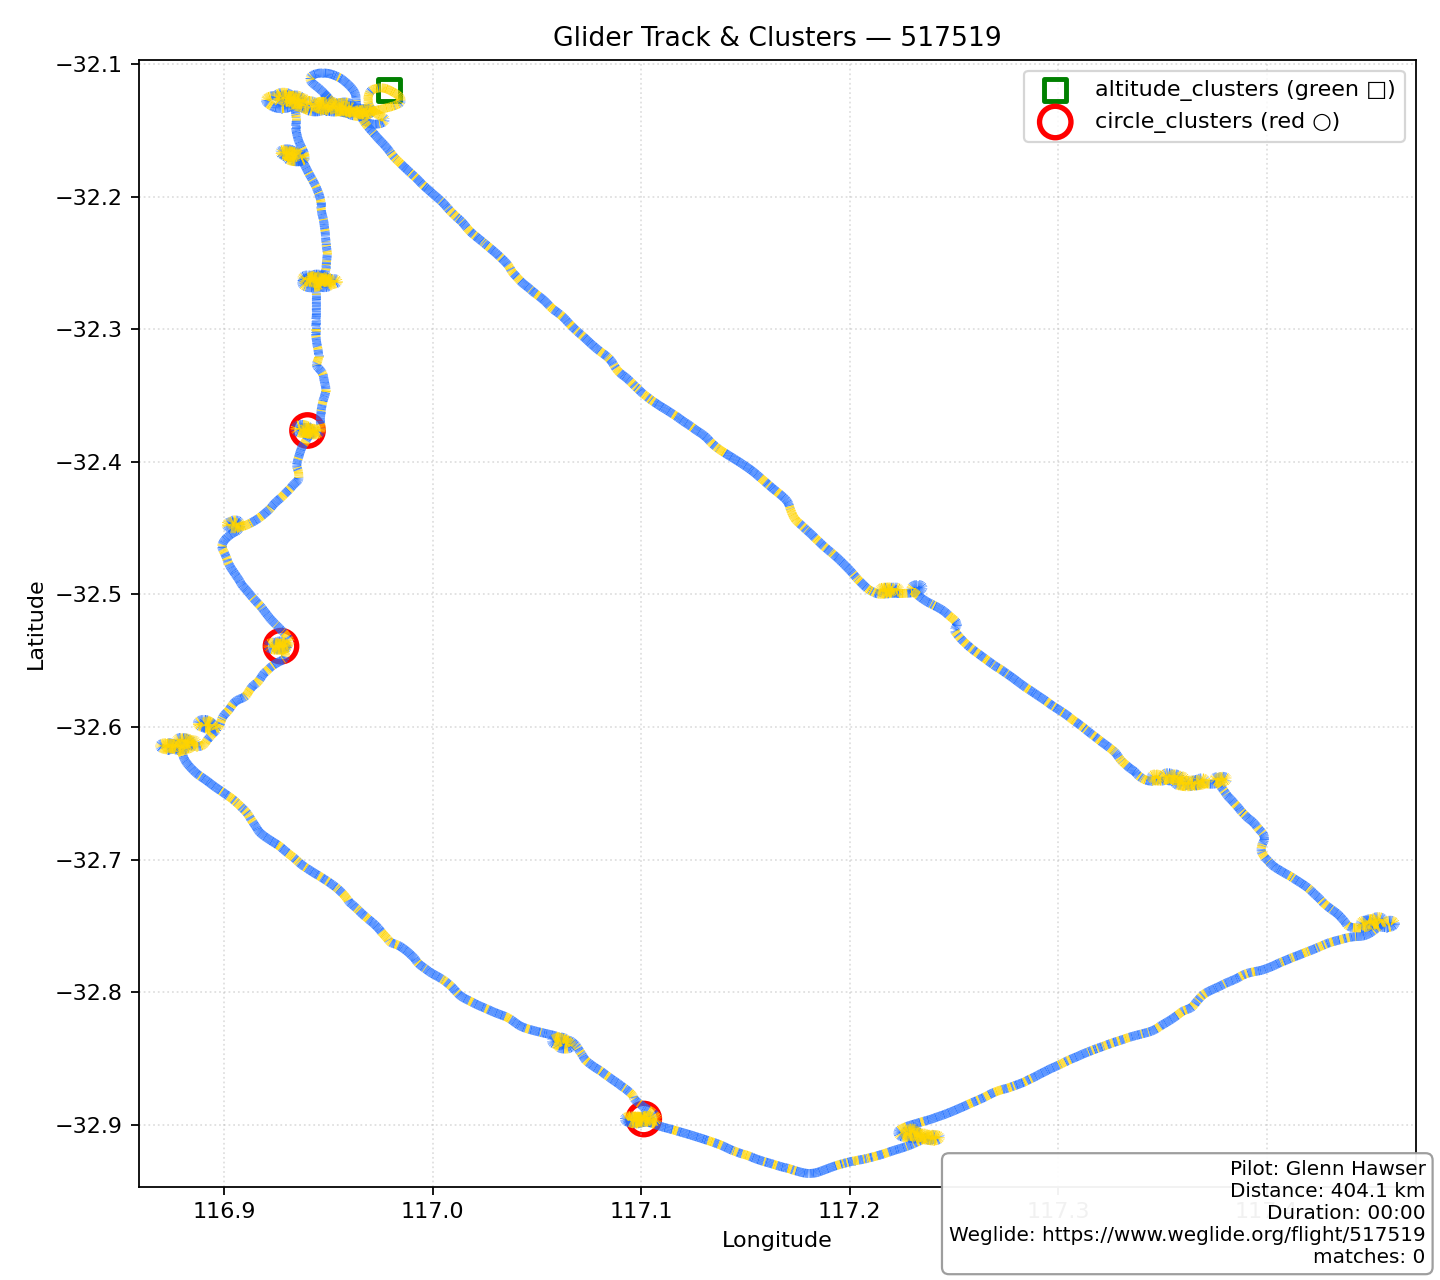 Glider Track & Clusters — 517519
altitude_clusters (green □)
circle_clusters (red ○)
−32.1
−32.2
−32.3
−32.4
−32.5
−32.6
−32.7
−32.8
−32.9
Latitude
116.9
117.0
117.1
117.2
117.3
Longitude
Pilot: Glenn Hawser
Distance: 404.1 km
Duration: 00:00
Weglide: https://www.weglide.org/flight/517519
matches: 0